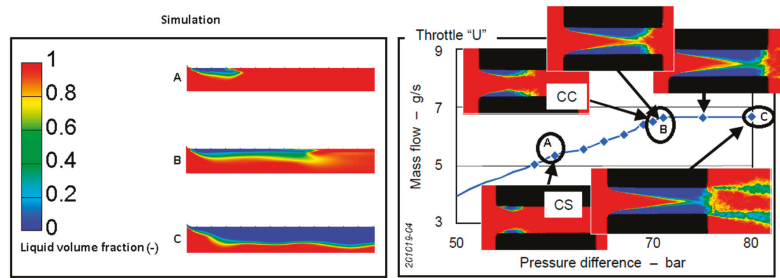 Simulation
1
0.8
0.6
0.4
0.2
0
Liquid volume fraction (-)
A
B
C
Throttle "U"
9
7
5
3
Mass flow – g/s
50
60
70
80
Pressure difference – bar
201019-04
CC
CS
A
B
C